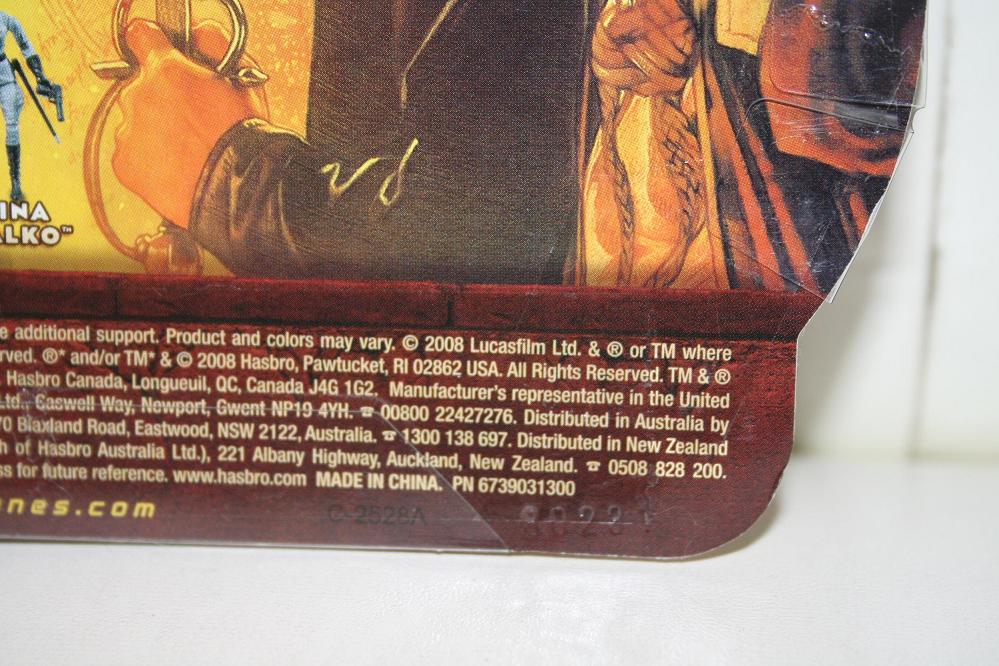 INA
ALKO™
e additional support. Product and colors may vary. © 2008 Lucasfilm Ltd. & ® or TM where
rved. ®* and/or TM* & © 2008 Hasbro, Pawtucket, RI 02862 USA. All Rights Reserved. TM & ®
. Hasbro Canada, Longueuil, QC, Canada J4G 1G2. Manufacturer's representative in the United
Ltd., Caswell Way, Newport, Gwent NP19 4YH. ☎ 00800 22427276. Distributed in Australia by
70 Blaxland Road, Eastwood, NSW 2122, Australia. ☎ 1300 138 697. Distributed in New Zealand
h of Hasbro Australia Ltd.), 221 Albany Highway, Auckland, New Zealand. ☎ 0508 828 200.
ss for future reference. www.hasbro.com MADE IN CHINA. PN 6739031300
nes.com
C-2528A